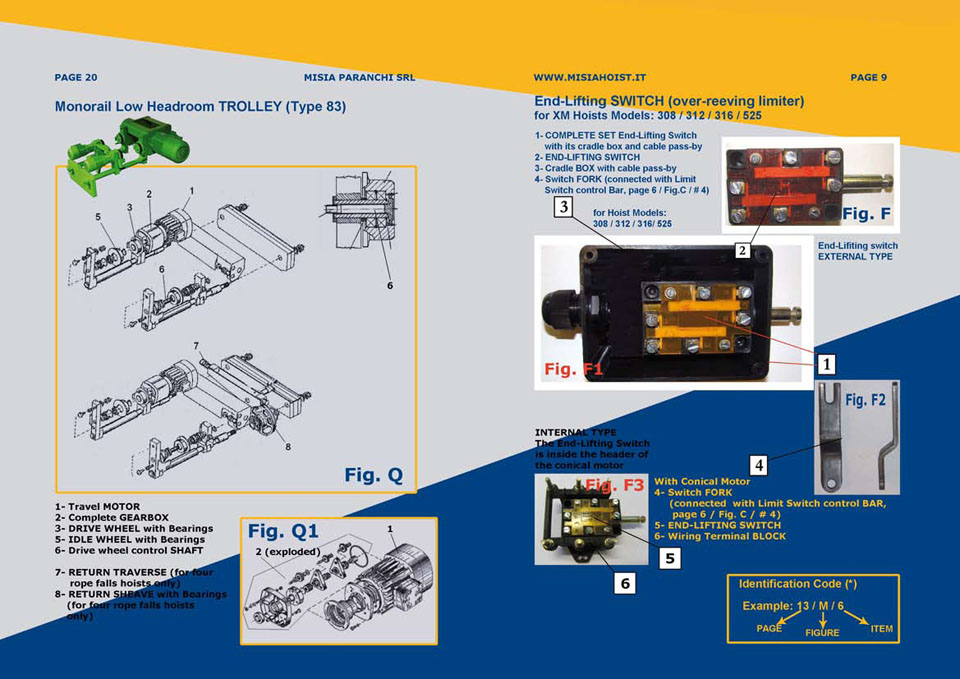 PAGE 20
MISIA PARANCHI SRL
Monorail Low Headroom TROLLEY (Type 83)
1
2
3
5
6
6
7
8
Fig. Q
1- Travel MOTOR
2- Complete GEARBOX
3- DRIVE WHEEL with Bearings
5- IDLE WHEEL with Bearings
6- Drive wheel control SHAFT
7- RETURN TRAVERSE (for four
rope falls hoists only)
8- RETURN SHEAVE with Bearings
(for four rope falls hoists
only)
Fig. Q1
1
2 (exploded)
WWW.MISIAHOIST.IT
PAGE 9
End-Lifting SWITCH (over-reeving limiter)
for XM Hoists Models: 308 / 312 / 316 / 525
1- COMPLETE SET End-Lifting Switch
with its cradle box and cable pass-by
2- END-LIFTING SWITCH
3- Cradle BOX with cable pass-by
4- Switch FORK (connected with Limit
Switch control Bar, page 6 / Fig.C / # 4)
3
for Hoist Models:
308 / 312 / 316/ 525
Fig. F
2
End-Lifiting switch
EXTERNAL TYPE
Fig. F1
1
Fig. F2
INTERNAL TYPE
The End-Lifting Switch
is inside the header of
the conical motor
4
Fig. F3
With Conical Motor
4- Switch FORK
(connected with Limit Switch control BAR,
page 6 / Fig. C / # 4)
5- END-LIFTING SWITCH
6- Wiring Terminal BLOCK
5
6
Identification Code (*)
Example: 13 / M / 6
PAGE
FIGURE
ITEM